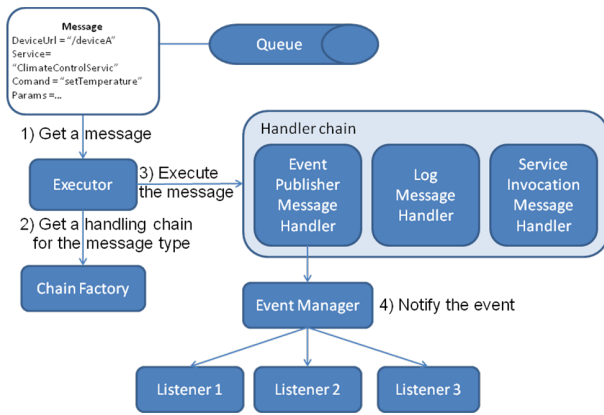 Message
DeviceUrl = “/deviceA”
Service=
“ClimateControlServic”
Comand = “setTemperature”
Params =...
Queue
1) Get a message
Handler chain
Executor
3) Execute
the message
Event
Publisher
Message
Handler
Log
Message
Handler
Service
Invocation
Message
Handler
2) Get a handling chain
for the message type
Chain Factory
Event Manager
4) Notify the event
Listener 1
Listener 2
Listener 3